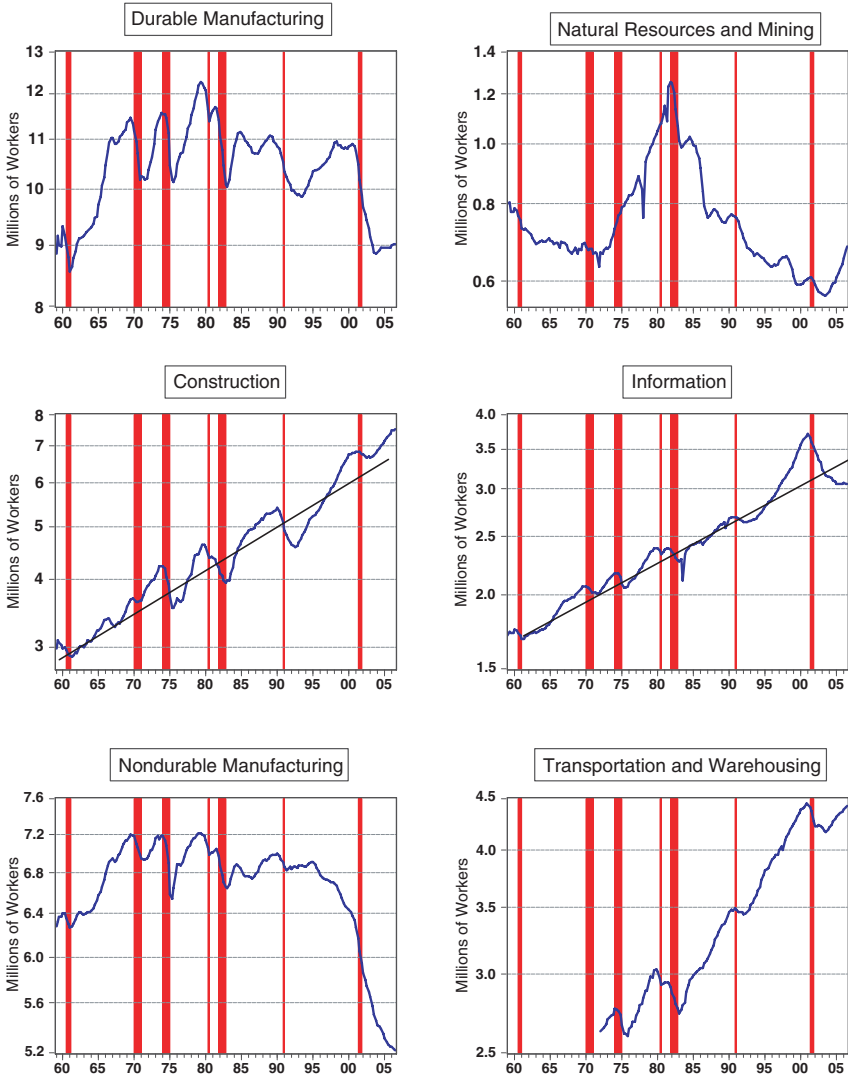 Durable Manufacturing
Millions of Workers
13
12
11
10
9
8
60 65 70 75 80 85 90 95 00 05
Natural Resources and Mining
Millions of Workers
1.4
1.2
1.0
0.8
0.6
60 65 70 75 80 85 90 95 00 05
Construction
Millions of Workers
8
7
6
5
4
3
60 65 70 75 80 85 90 95 00 05
Information
Millions of Workers
4.0
3.5
3.0
2.5
2.0
1.5
60 65 70 75 80 85 90 95 00 05
Nondurable Manufacturing
Millions of Workers
7.6
7.2
6.8
6.4
6.0
5.6
5.2
60 65 70 75 80 85 90 95 00 05
Transportation and Warehousing
Millions of Workers
4.5
4.0
3.5
3.0
2.5
60 65 70 75 80 85 90 95 00 05